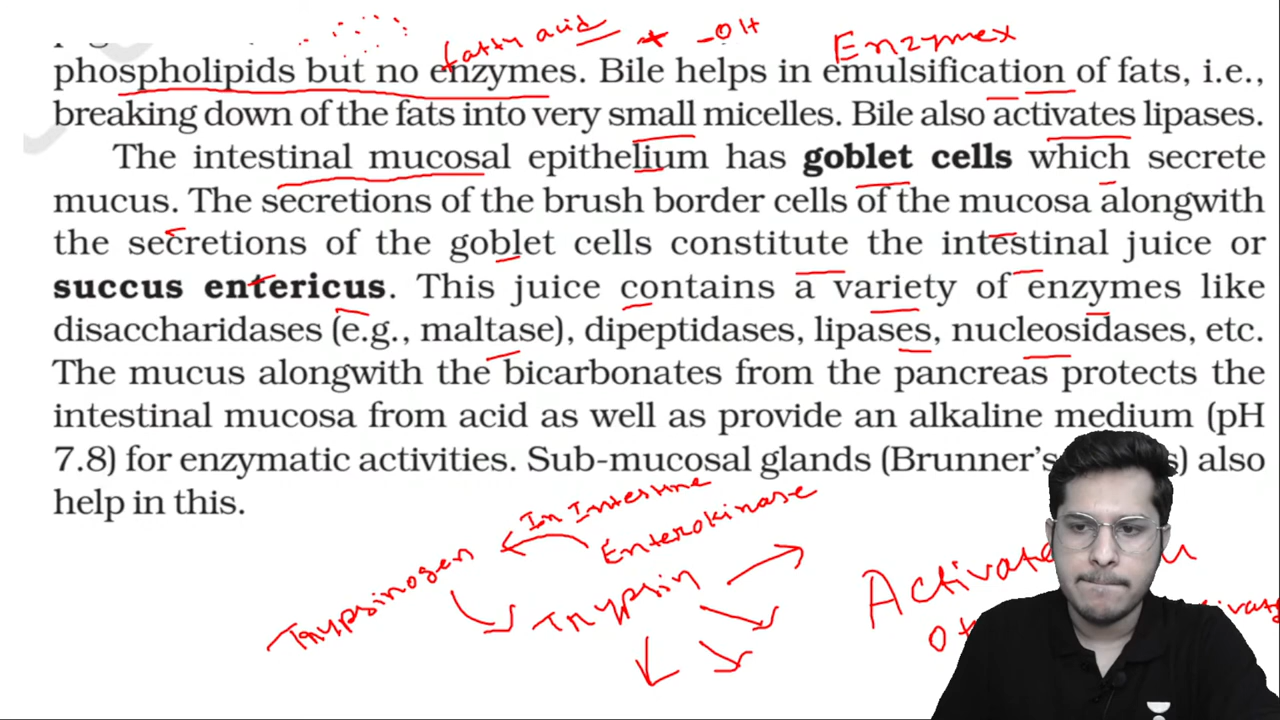 fatty acid -OH Enzymex
phospholipids but no enzymes. Bile helps in emulsification of fats, i.e.,
breaking down of the fats into very small micelles. Bile also activates lipases.
The intestinal mucosal epithelium has goblet cells which secrete
mucus. The secretions of the brush border cells of the mucosa alongwith
the secretions of the goblet cells constitute the intestinal juice or
succus entericus. This juice contains a variety of enzymes like
disaccharidases (e.g., maltase), dipeptidases, lipases, nucleosidases, etc.
The mucus alongwith the bicarbonates from the pancreas protects the
intestinal mucosa from acid as well as provide an alkaline medium (pH
7.8) for enzymatic activities. Sub-mucosal glands (Brunner's also
help in this.
In Intestine
Enterokinase
Trypsinogen
Trypsin